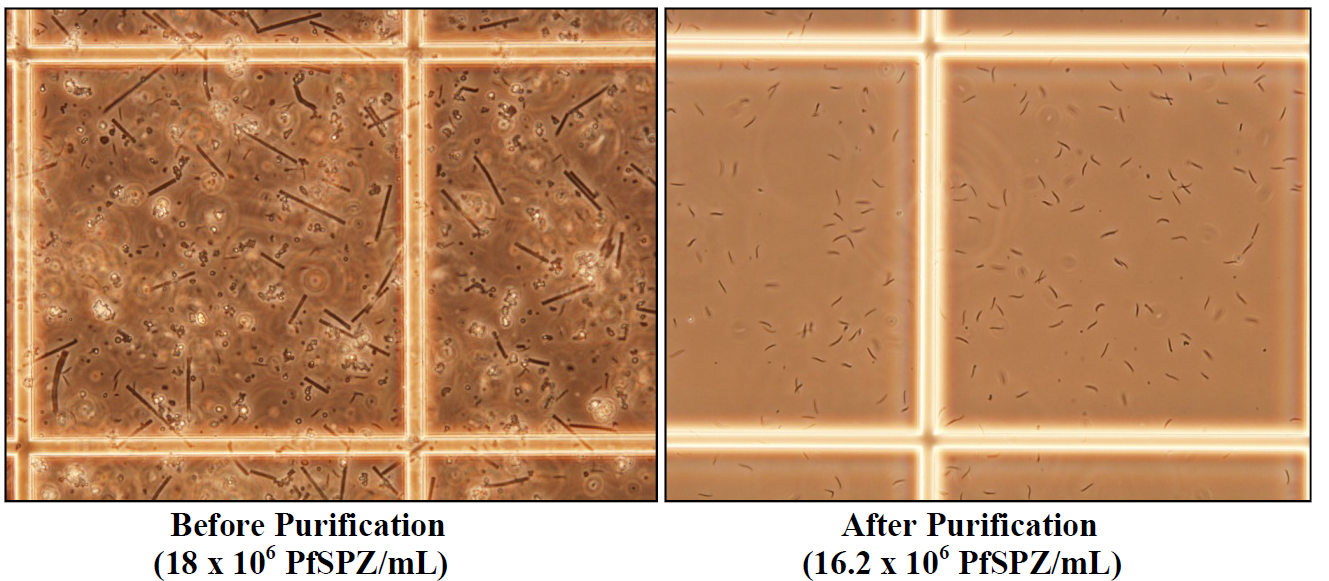 Before Purification
(18 x 10⁶ PfSPZ/mL)
After Purification
(16.2 x 10⁶ PfSPZ/mL)